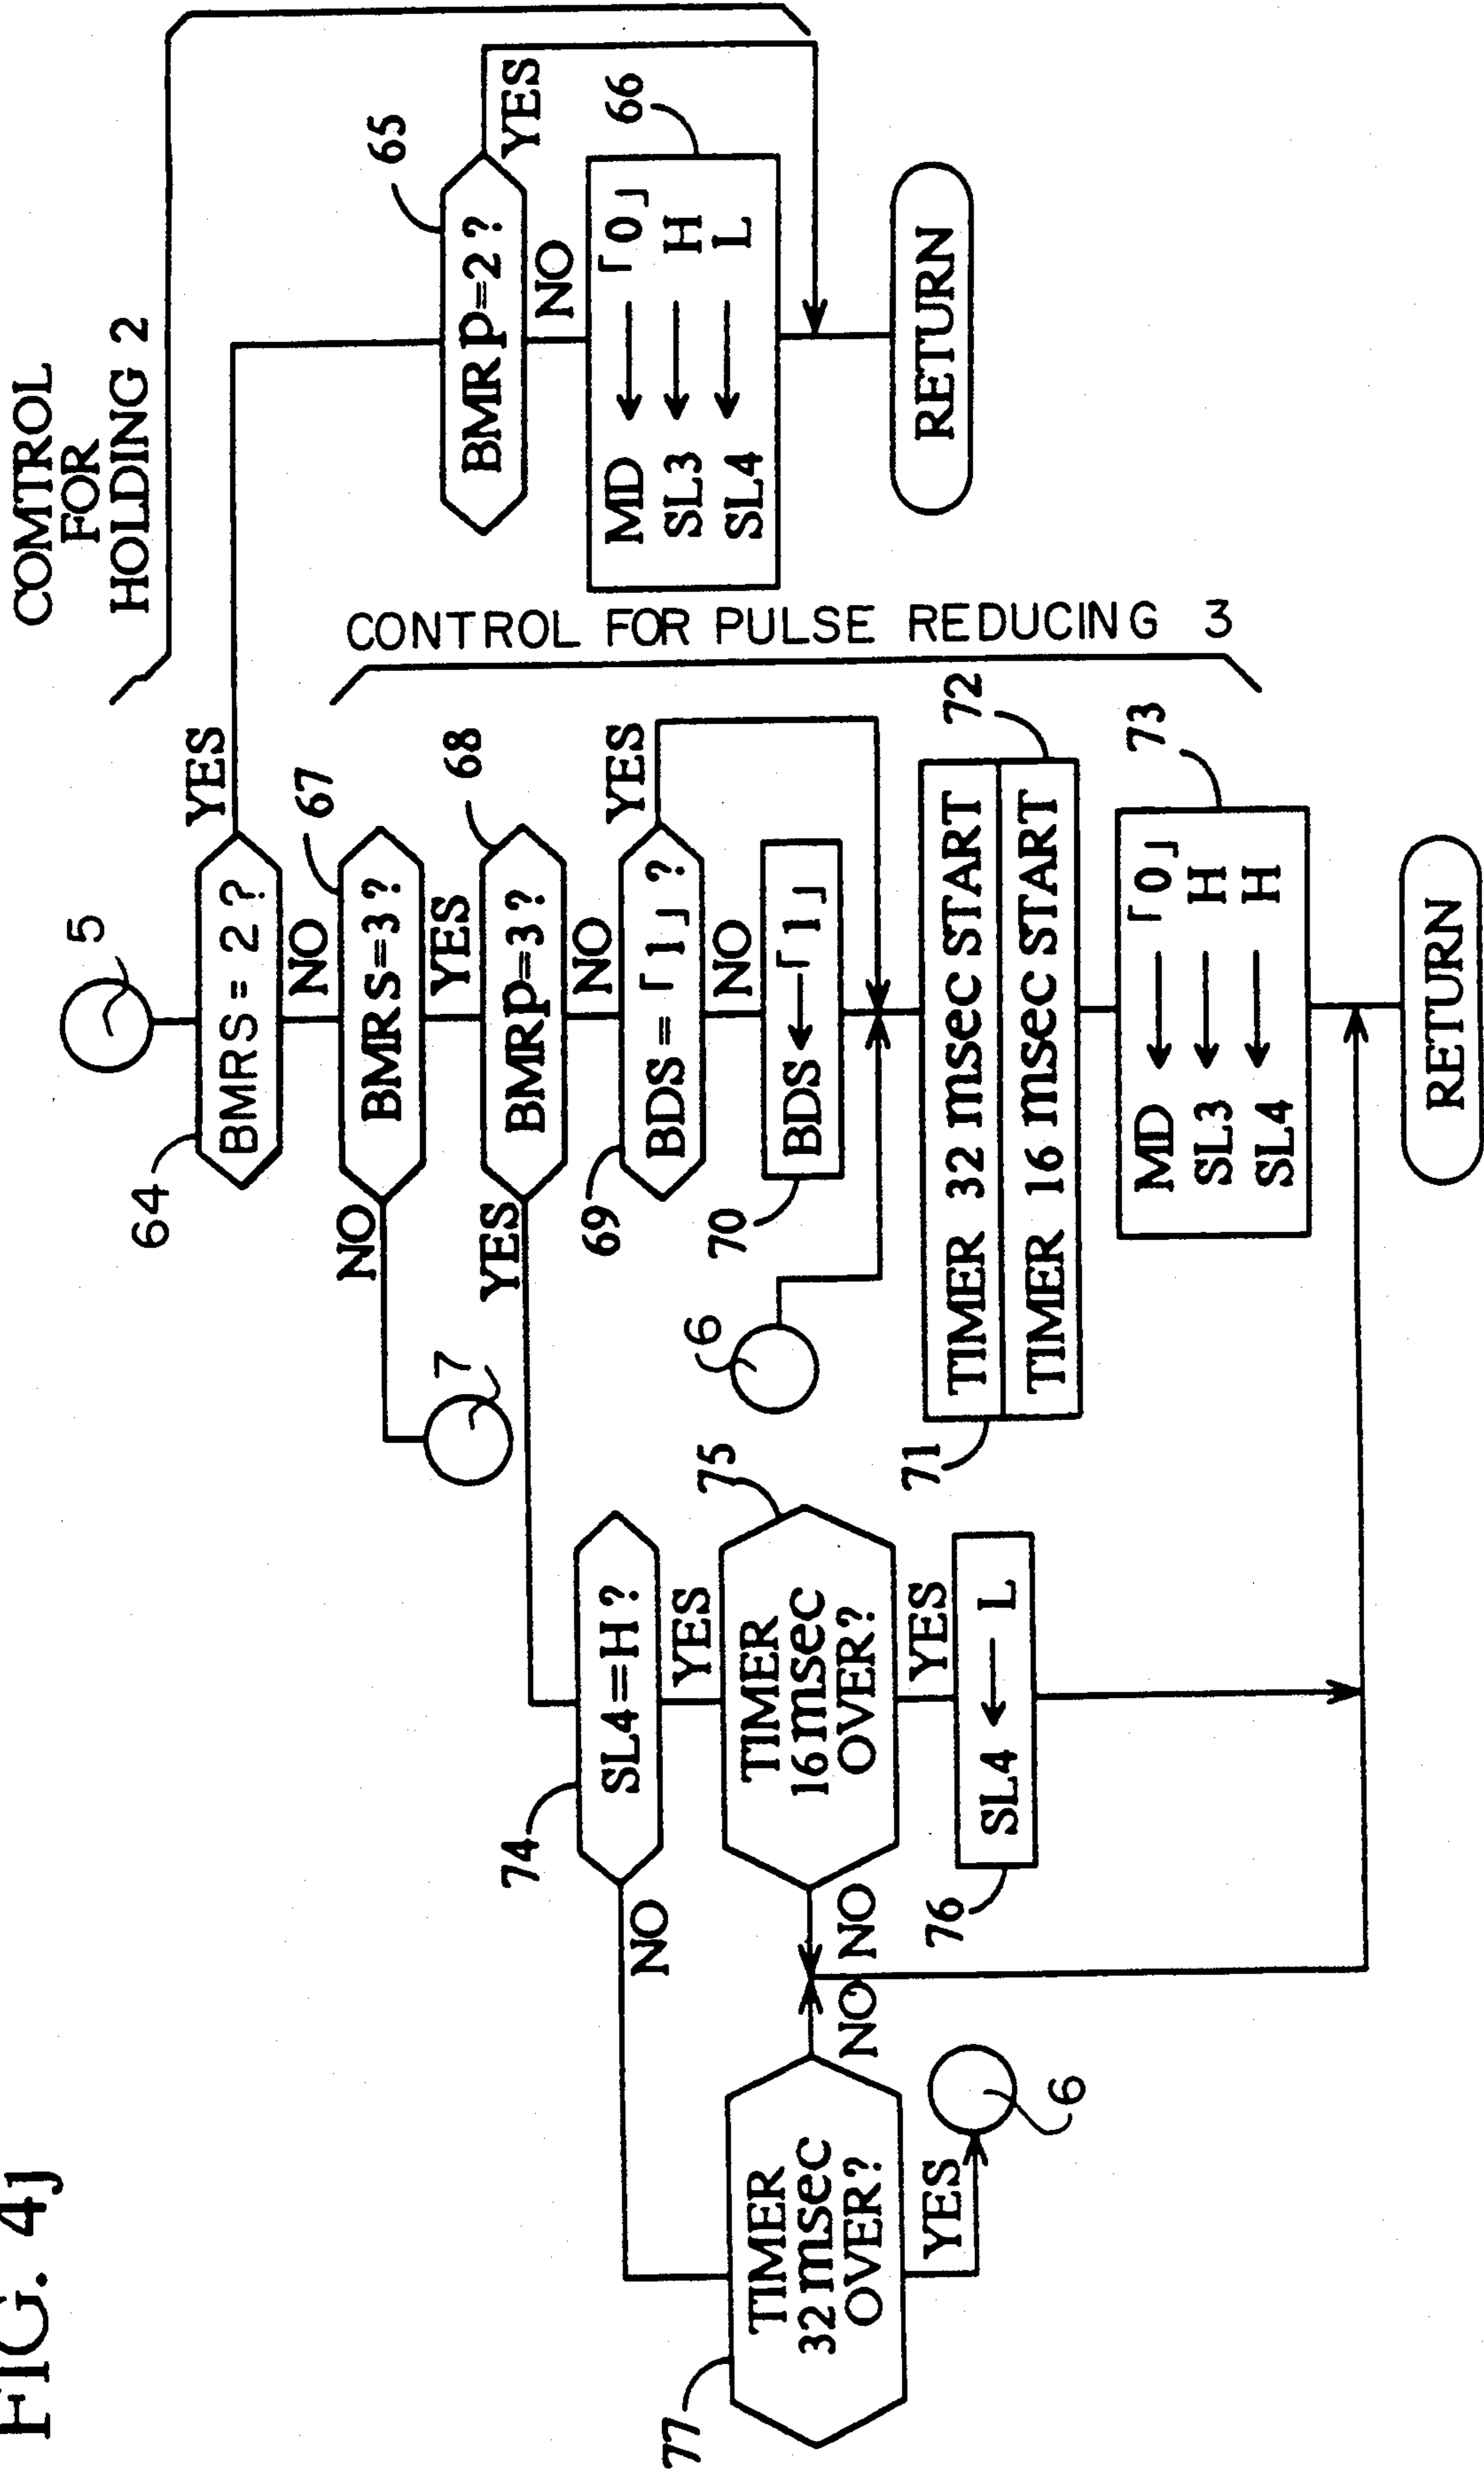 FIG. 4j
COMTROL
FOR
HOLDING 2
5
64
BMRS = 2 ?
YES
NO
65
BMRP=2 ?
YES
NO
66
MD ← 「0」
SL3 ← H
SL4 ← L
RETURN
CONTROL FOR PULSE REDUCING 3
67
BMRS=3 ?
NO
YES
7
68
BMRP=3 ?
YES
NO
69
BDS = 「1」 ?
YES
NO
70
BDS ← 「1」
6
71
TIMER 32 msec START
72
TIMER 16 msec START
73
MD ← 「0」
SL3 ← H
SL4 ← H
RETURN
74
SL4=H ?
NO
YES
75
TIMER
16 msec
OVER?
NO
YES
76
SL4 ← L
77
TIMER
32 msec
OVER?
NO
YES
6